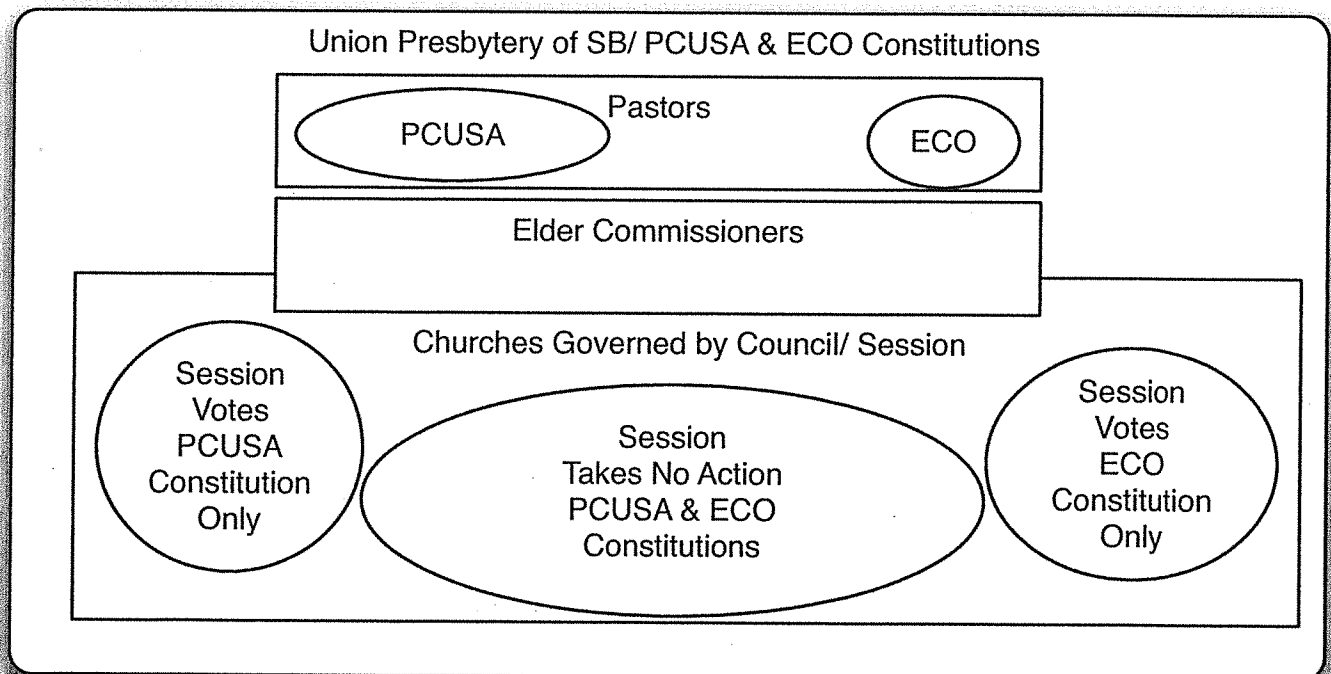 Union Presbytery of SB/ PCUSA & ECO Constitutions
Pastors
PCUSA
ECO
Elder Commissioners
Churches Governed by Council/ Session
Session
Votes
PCUSA
Constitution
Only
Session
Takes No Action
PCUSA & ECO
Constitutions
Session
Votes
ECO
Constitution
Only